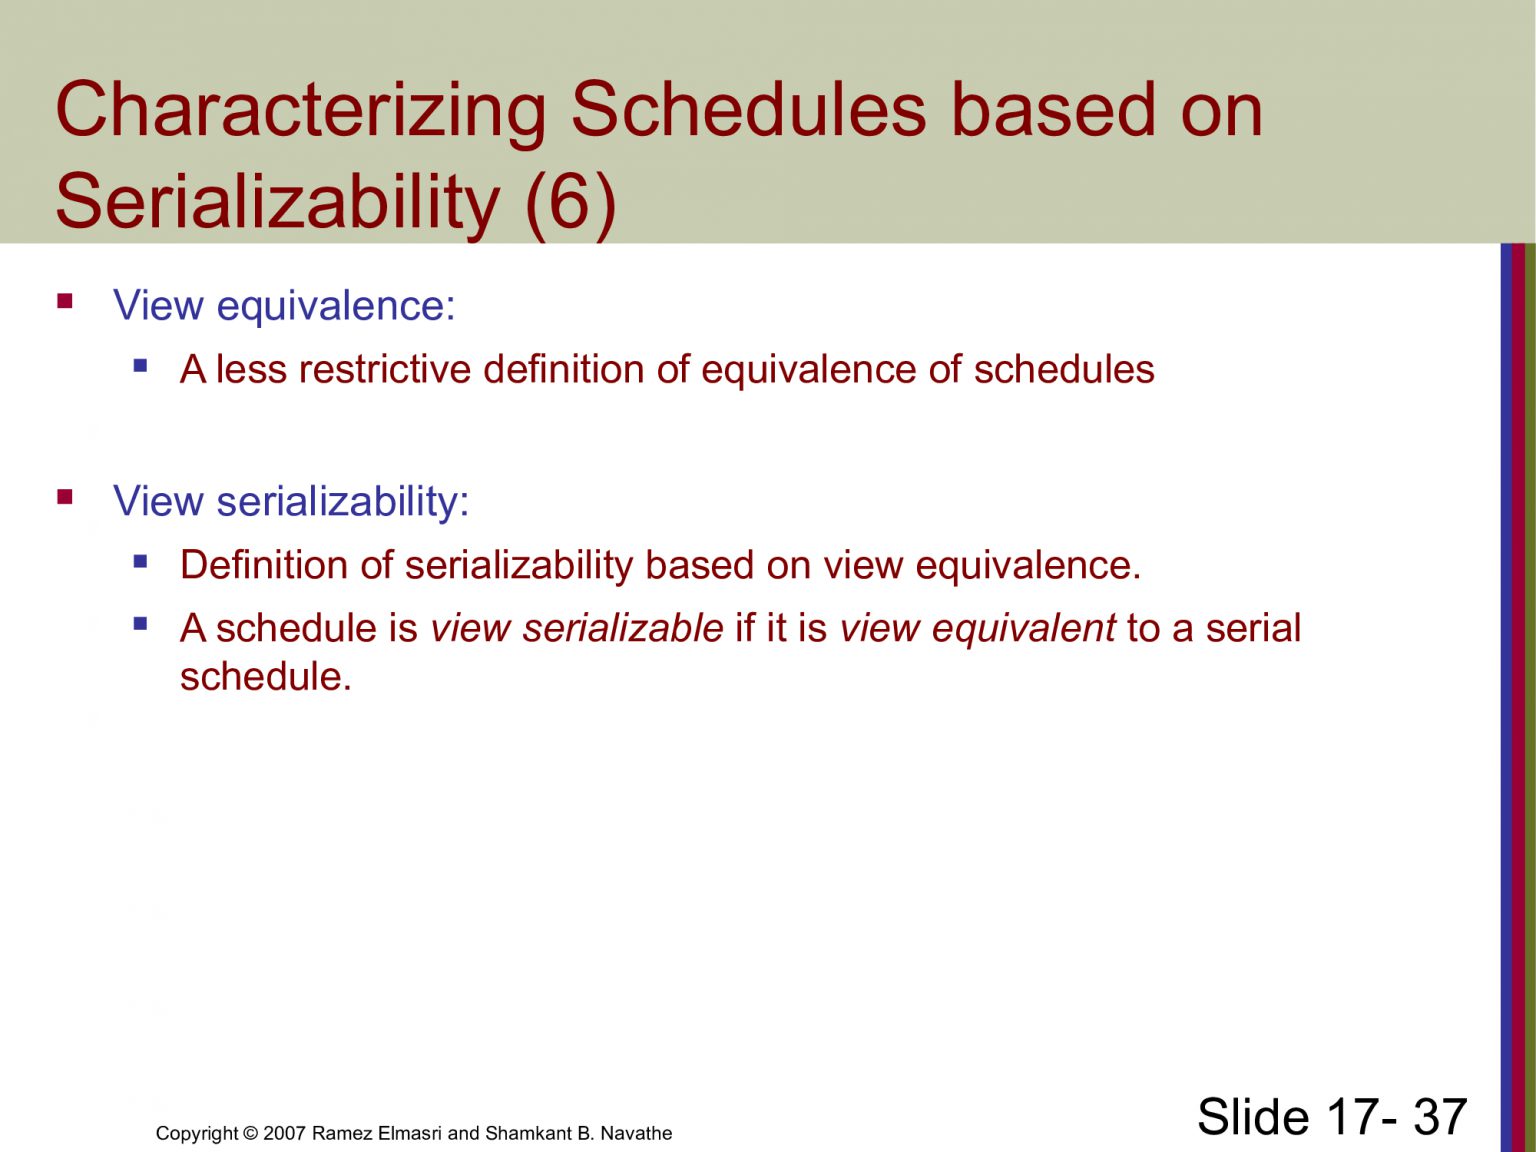 Characterizing Schedules based on
Serializability (6)
View equivalence:
A less restrictive definition of equivalence of schedules
View serializability:
Definition of serializability based on view equivalence.
A schedule is view serializable if it is view equivalent to a serial
schedule.
Copyright © 2007 Ramez Elmasri and Shamkant B. Navathe
Slide 17- 37